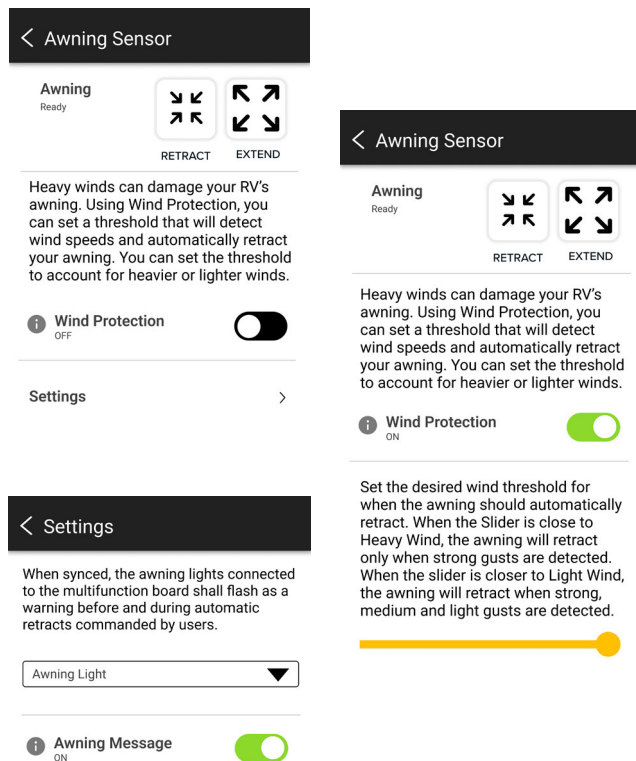 Awning Sensor
Awning
Ready
RETRACT
EXTEND
Heavy winds can damage your RV's
awning. Using Wind Protection, you
can set a threshold that will detect
wind speeds and automatically retract
your awning. You can set the threshold
to account for heavier or lighter winds.
Wind Protection
OFF
Settings
Settings
When synced, the awning lights connected
to the multifunction board shall flash as a
warning before and during automatic
retracts commanded by users.
Awning Light
Awning Message
ON
Awning Sensor
Awning
Ready
RETRACT
EXTEND
Heavy winds can damage your RV's
awning. Using Wind Protection, you
can set a threshold that will detect
wind speeds and automatically retract
your awning. You can set the threshold
to account for heavier or lighter winds.
Wind Protection
ON
Set the desired wind threshold for
when the awning should automatically
retract. When the Slider is close to
Heavy Wind, the awning will retract
only when strong gusts are detected.
When the slider is closer to Light Wind,
the awning will retract when strong,
medium and light gusts are detected.